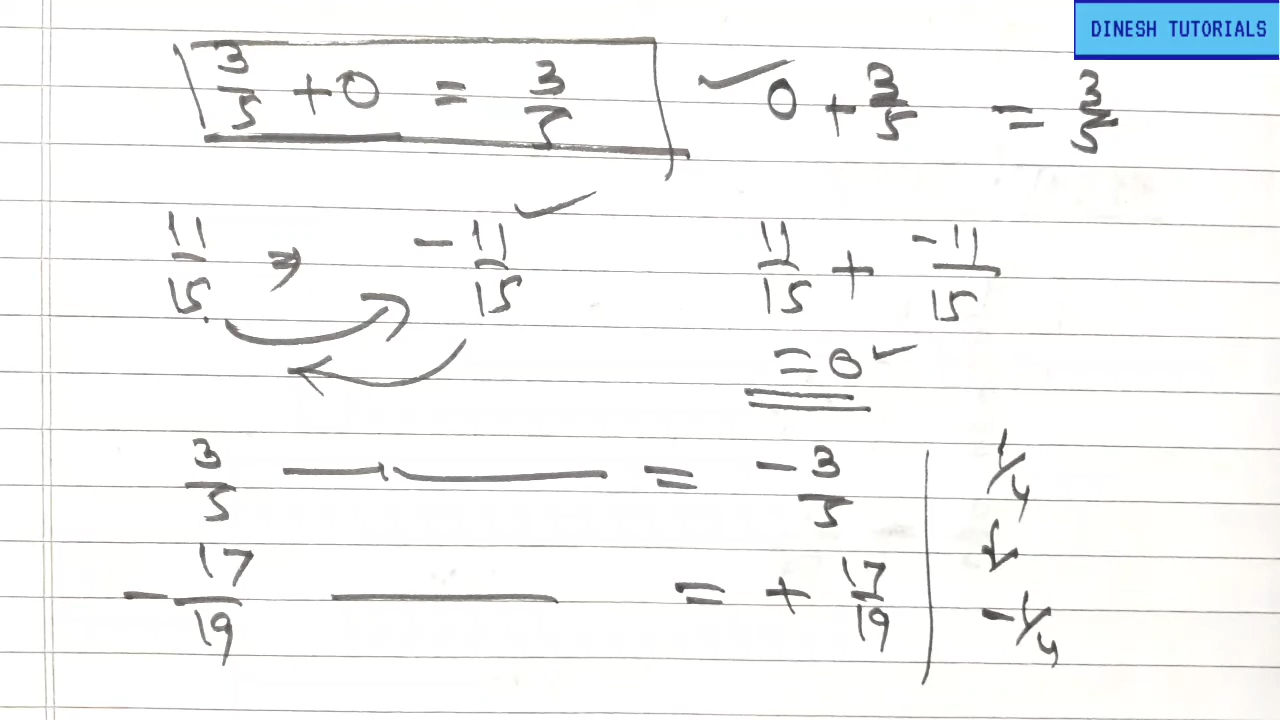 DINESH TUTORIALS
3/5 + 0 = 3/5 ✓ 0 + 3/5 = 3/5
11/15 ⇒ -11/15 ✓ 11/15 + -11/15
= 0 ✓
3/5 — = -3/5 1/4
-17/19 — = + 17/19 -1/4